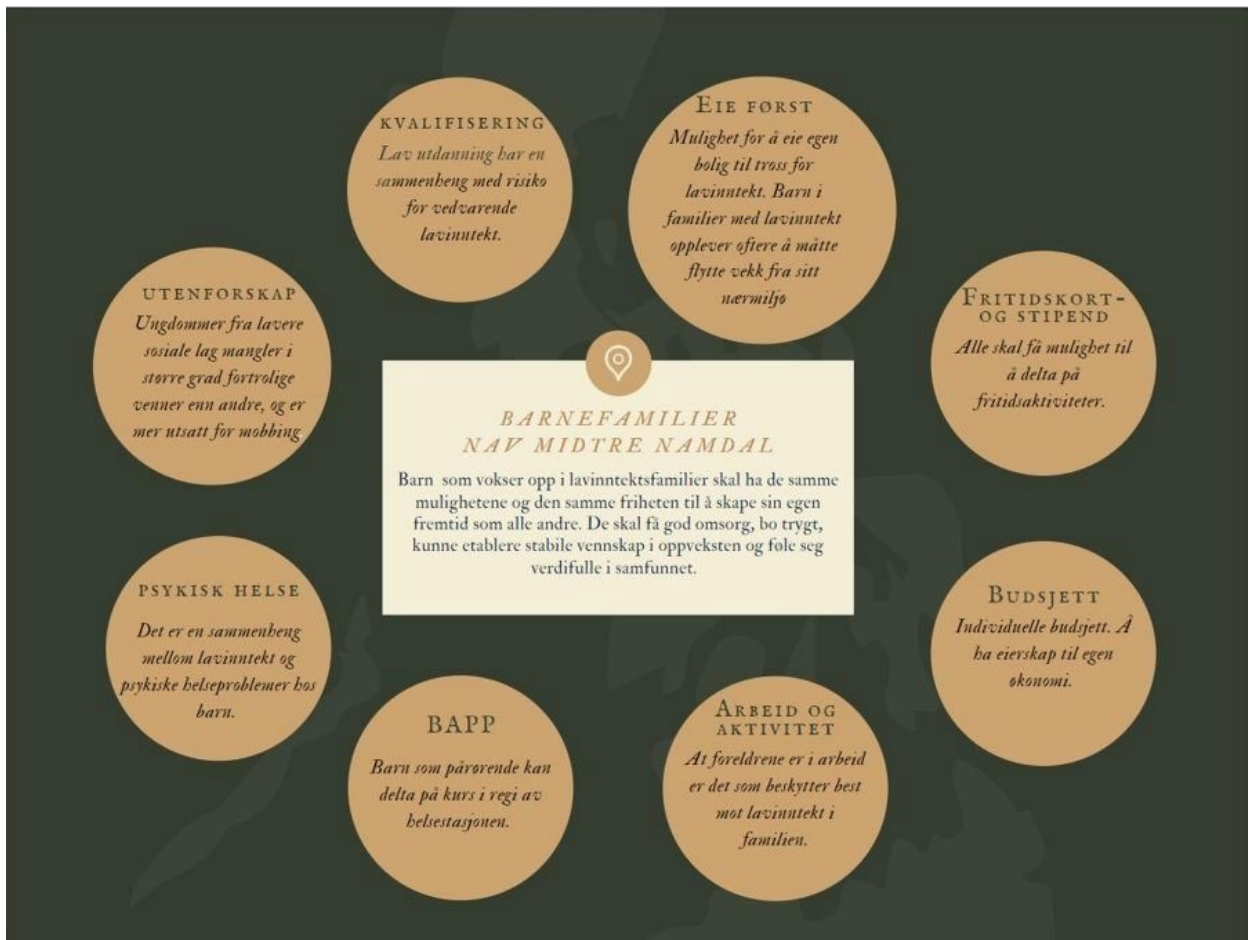 KVALIFISERING
Lav utdanning har en
sammenheng med risiko
for vedvarende
lavinntekt.
EIE FØRST
Mulighet for å eie egen
bolig til tross for
lavinntekt. Barn i
familier med lavinntekt
opplever oftere å måtte
flytte vekk fra sitt
nærmiljø
UTENFORSKAP
Ungdommer fra lavere
sosiale lag mangler i
større grad fortrolige
venner enn andre, og er
mer utsatt for mobbing.
FRITIDSKORT-
OG STIPEND
Alle skal få mulighet til
å delta på
fritidsaktiviteter.
BARNEFAMILIER
NAV MIDTRE NAMDAL
Barn som vokser opp i lavinntektsfamilier skal ha de samme
mulighetene og den samme friheten til å skape sin egen
fremtid som alle andre. De skal få god omsorg, bo trygt,
kunne etablere stabile vennskap i oppveksten og føle seg
verdifulle i samfunnet.
PSYKISK HELSE
Det er en sammenheng
mellom lavinntekt og
psykiske helseproblemer hos
barn.
BUDSJETT
Individuelle budsjett. Å
ha eierskap til egen
økonomi.
BAPP
Barn som pårørende kan
delta på kurs i regi av
helsestasjonen.
ARBEID OG
AKTIVITET
At foreldrene er i arbeid
er det som beskytter best
mot lavinntekt i
familien.